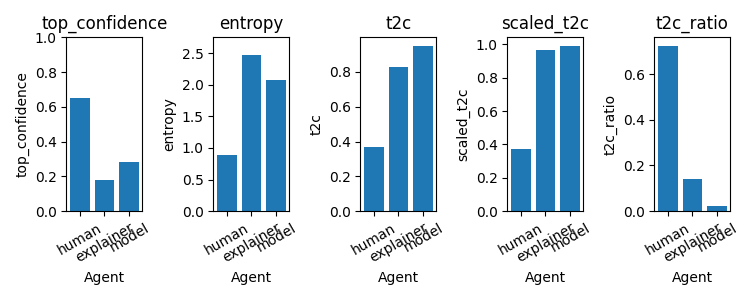 top_confidence
top_confidence
1.0
0.8
0.6
0.4
0.2
0.0
human
explainer
model
Agent
entropy
entropy
2.5
2.0
1.5
1.0
0.5
0.0
human
explainer
model
Agent
t2c
t2c
0.8
0.6
0.4
0.2
0.0
human
explainer
model
Agent
scaled_t2c
scaled_t2c
1.0
0.8
0.6
0.4
0.2
0.0
human
explainer
model
Agent
t2c_ratio
t2c_ratio
0.6
0.4
0.2
0.0
human
explainer
model
Agent